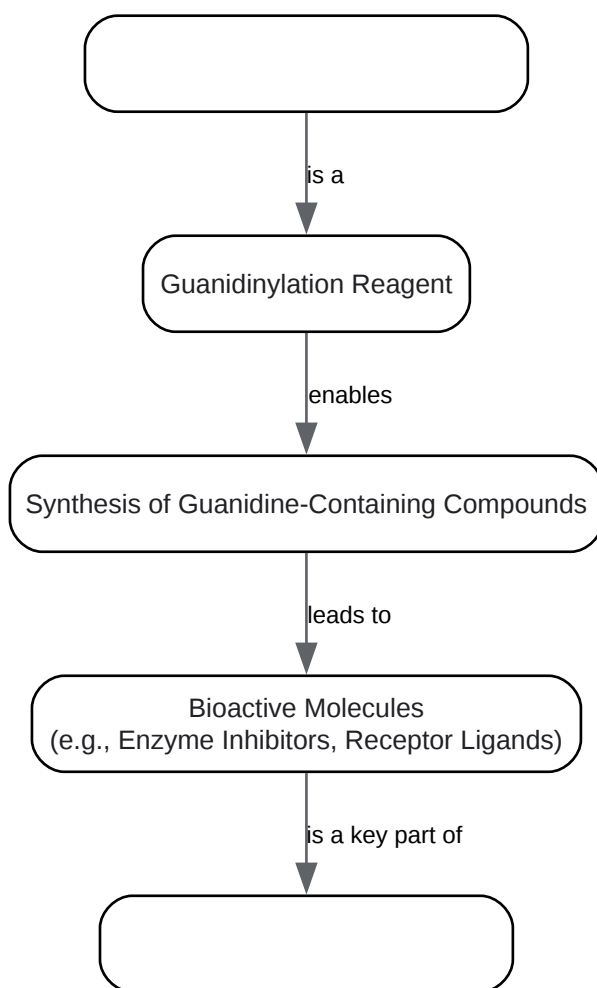 is a
Guanidinylation Reagent
enables
Synthesis of Guanidine-Containing Compounds
leads to
Bioactive Molecules
(e.g., Enzyme Inhibitors, Receptor Ligands)
is a key part of